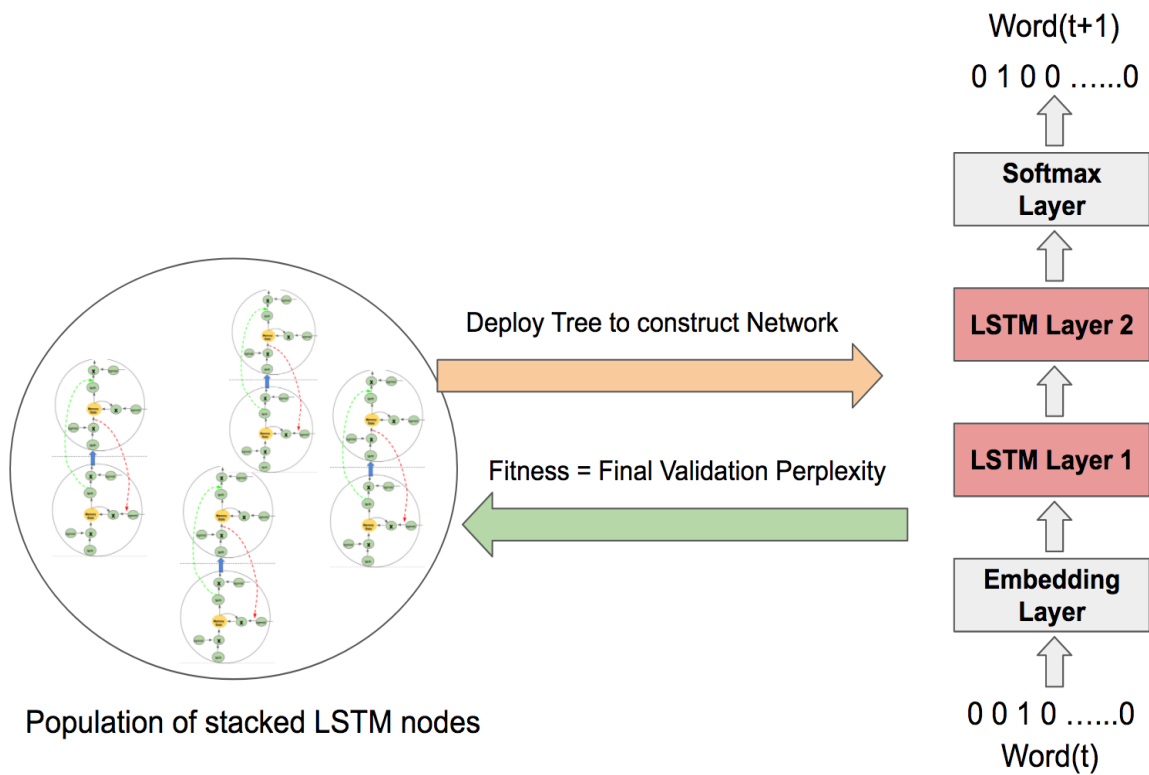 Word(t+1)
0 1 0 0 …...0
Softmax
Layer
LSTM Layer 2
Deploy Tree to construct Network
LSTM Layer 1
Fitness = Final Validation Perplexity
Embedding
Layer
0 0 1 0 …...0
Word(t)
Population of stacked LSTM nodes